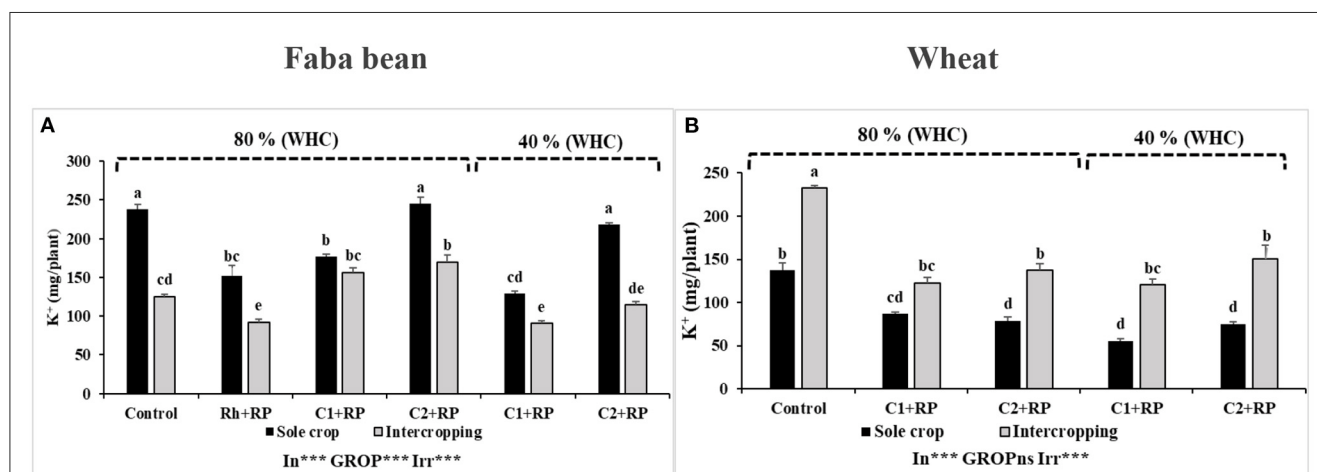 Faba bean
Wheat
A
80 % (WHC)
40 % (WHC)
K+ (mg/plant)
300
250
200
150
100
50
0
a
cd
bc
e
b
bc
a
b
cd
e
a
de
Control
Rh+RP
C1+RP
C2+RP
C1+RP
C2+RP
Sole crop
Intercropping
In*** GROP*** Irr***
B
80 % (WHC)
40 % (WHC)
K+ (mg/plant)
250
200
150
100
50
0
b
a
cd
bc
d
b
d
bc
d
b
Control
C1+RP
C2+RP
C1+RP
C2+RP
Sole crop
Intercropping
In*** GROPns Irr***